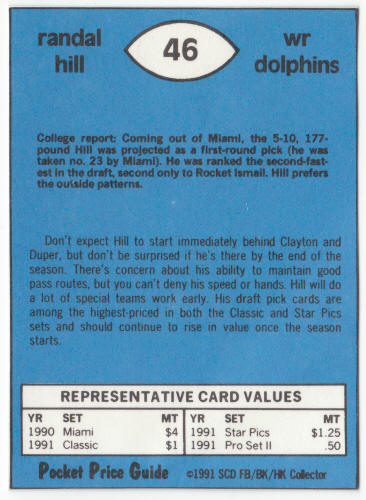 randal
hill
46
wr
dolphins
College report: Coming out of Miami, the 5-10, 177-
pound Hill was projected as a first-round pick (he was
taken no. 23 by Miami). He was ranked the second-fast-
est in the draft, second only to Rocket Ismail. Hill prefers
the outside patterns.
Don't expect Hill to start immediately behind Clayton and
Duper, but don't be surprised if he's there by the end of the
season. There's concern about his ability to maintain good
pass routes, but you can't deny his speed or hands. Hill will do
a lot of special teams work early. His draft pick cards are
among the highest-priced in both the Classic and Star Pics
sets and should continue to rise in value once the season
starts.
REPRESENTATIVE CARD VALUES
YR SET MT YR SET MT
1990 Miami $4 1991 Star Pics $1.25
1991 Classic $1 1991 Pro Set II .50
Pocket Price Guide ©1991 SCD FB/BK/HK Collector